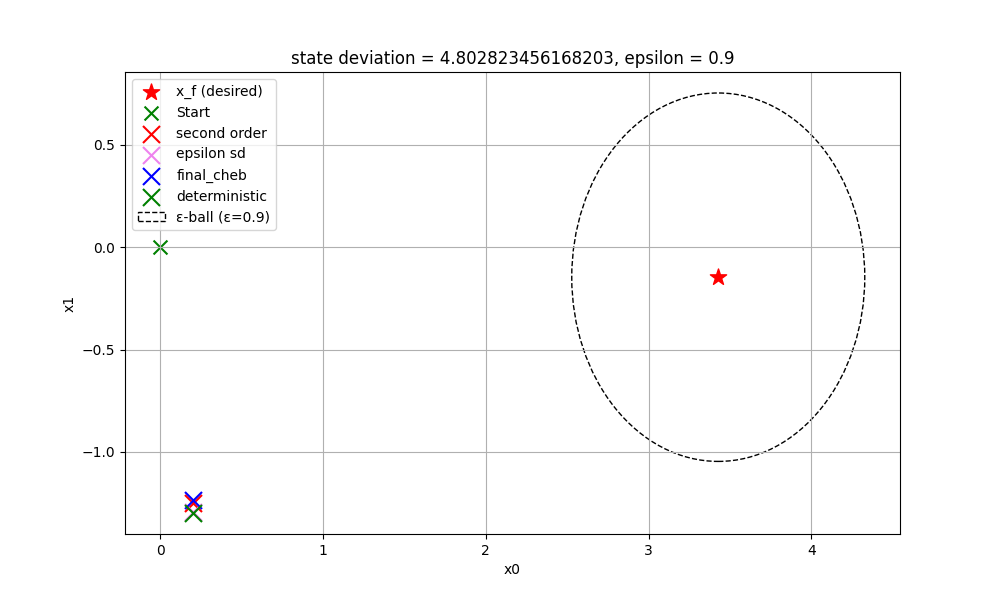 state deviation = 4.802823456168203, epsilon = 0.9
x_f (desired)
Start
second order
epsilon sd
final_cheb
deterministic
ε-ball (ε=0.9)
0.5
0.0
−0.5
−1.0
x1
0
1
2
3
4
x0